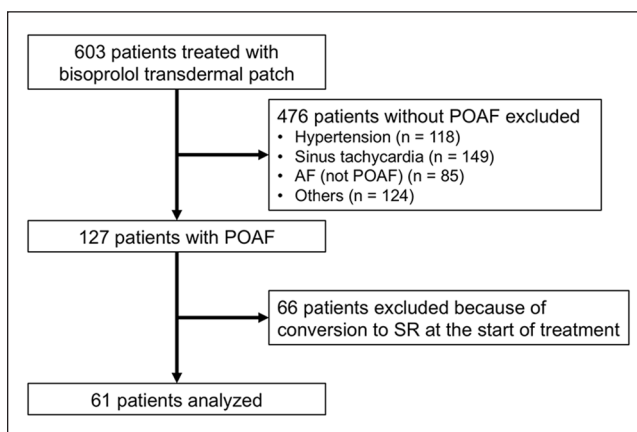 603 patients treated with
bisoprolol transdermal patch
476 patients without POAF excluded
• Hypertension (n = 118)
• Sinus tachycardia (n = 149)
• AF (not POAF) (n = 85)
• Others (n = 124)
127 patients with POAF
66 patients excluded because of
conversion to SR at the start of treatment
61 patients analyzed